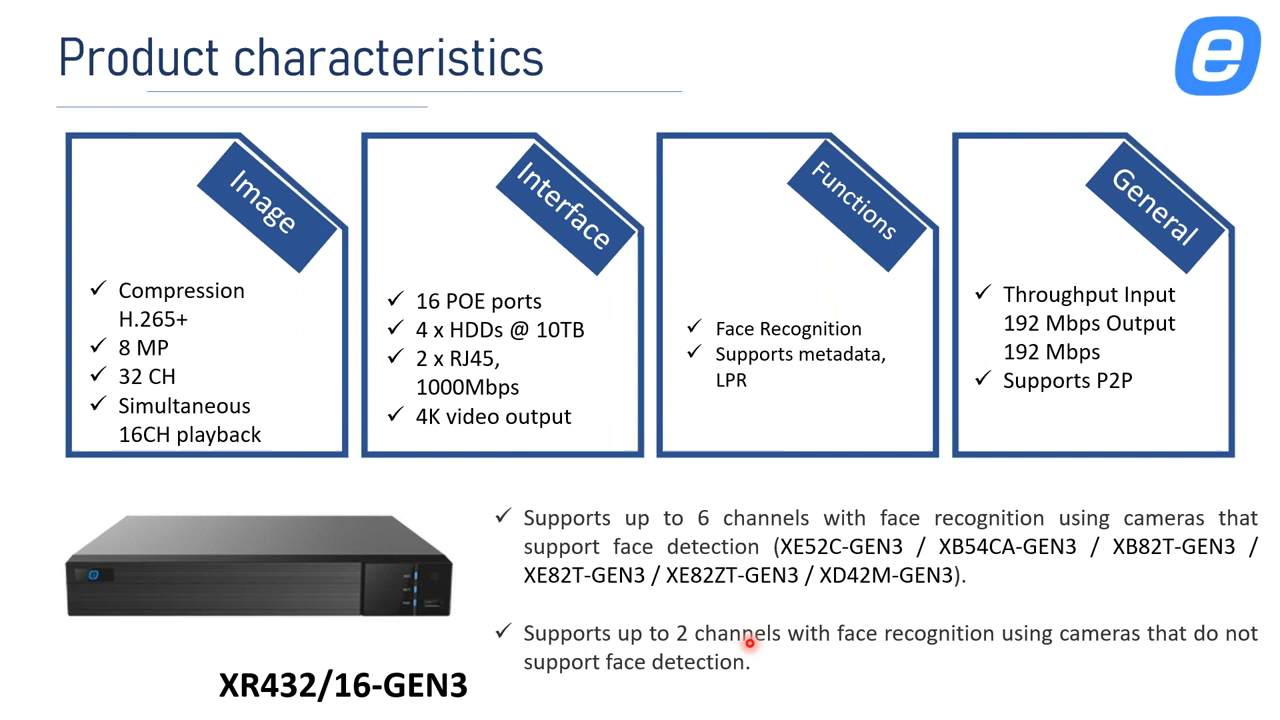 Product characteristics
e
Image
Compression
H.265+
8 MP
32 CH
Simultaneous
16CH playback
Interface
16 POE ports
4 x HDDs @ 10TB
2 x RJ45,
1000Mbps
4K video output
Functions
Face Recognition
Supports metadata,
LPR
General
Throughput Input
192 Mbps Output
192 Mbps
Supports P2P
XR432/16-GEN3
Supports up to 6 channels with face recognition using cameras that
support face detection (XE52C-GEN3 / XB54CA-GEN3 / XB82T-GEN3 /
XE82T-GEN3 / XE82ZT-GEN3 / XD42M-GEN3).
Supports up to 2 channels with face recognition using cameras that do not
support face detection.